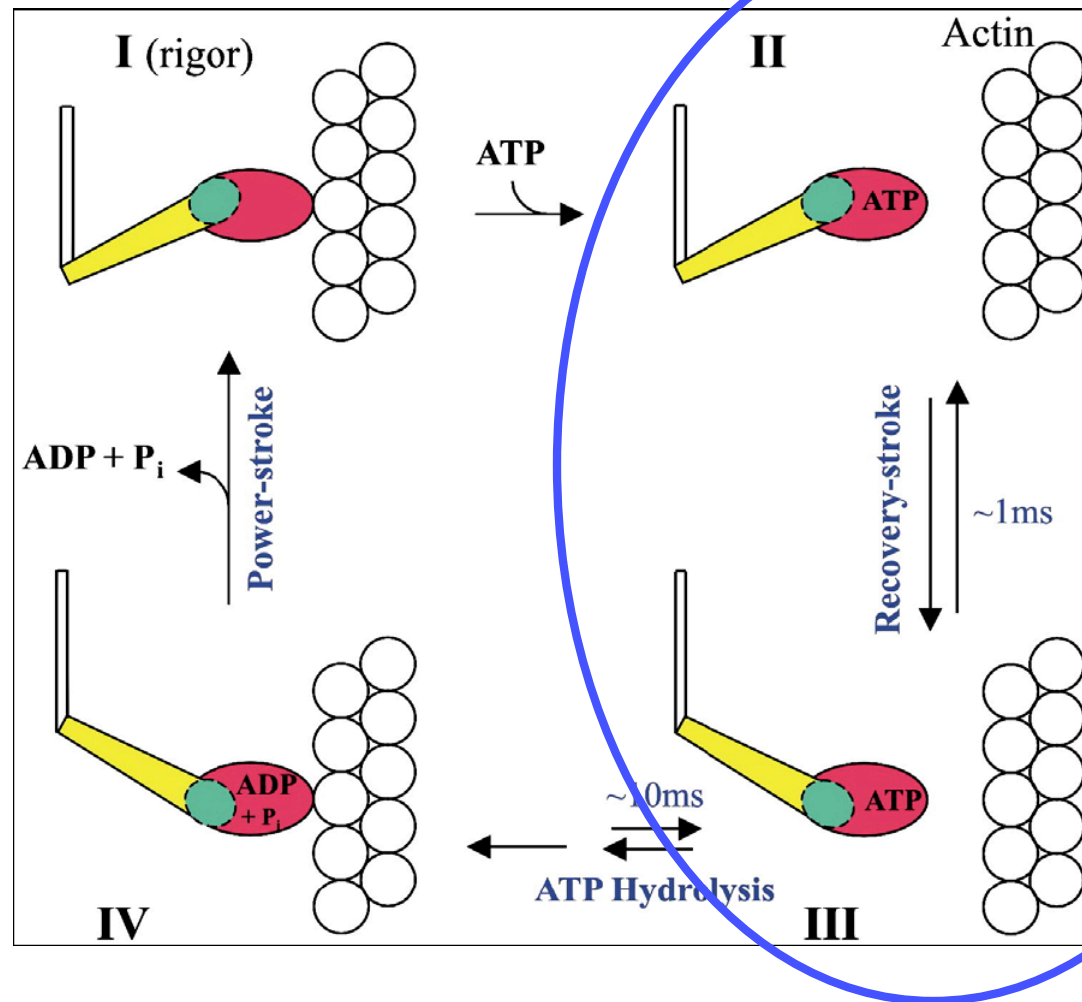 I (rigor)
II
Actin
ATP
ATP
Power-stroke
ADP + Pi
Recovery-stroke
~1ms
ADP
+ Pi
~10ms
ATP
ATP Hydrolysis
IV
III